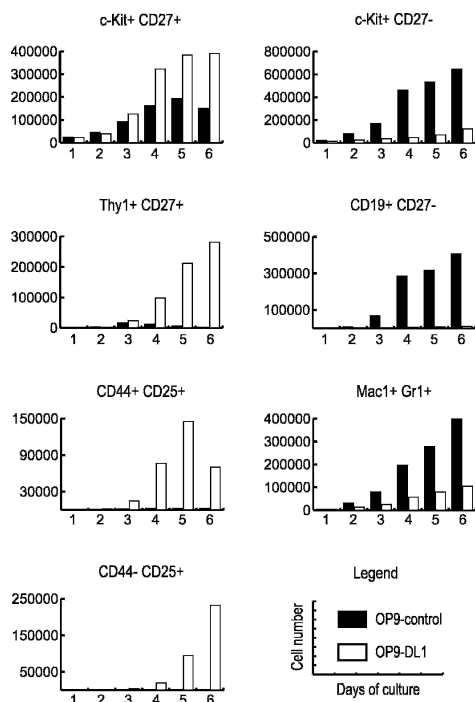 c-Kit+ CD27+
400000
300000
200000
100000
0
1 2 3 4 5 6
c-Kit+ CD27-
800000
600000
400000
200000
0
1 2 3 4 5 6
Thy1+ CD27+
300000
200000
100000
0
1 2 3 4 5 6
CD19+ CD27-
500000
300000
100000
1 2 3 4 5 6
CD44+ CD25+
150000
90000
30000
1 2 3 4 5 6
Mac1+ Gr1+
400000
300000
200000
100000
0
1 2 3 4 5 6
CD44- CD25+
250000
150000
50000
1 2 3 4 5 6
Legend
Cell number
OP9-control
OP9-DL1
Days of culture